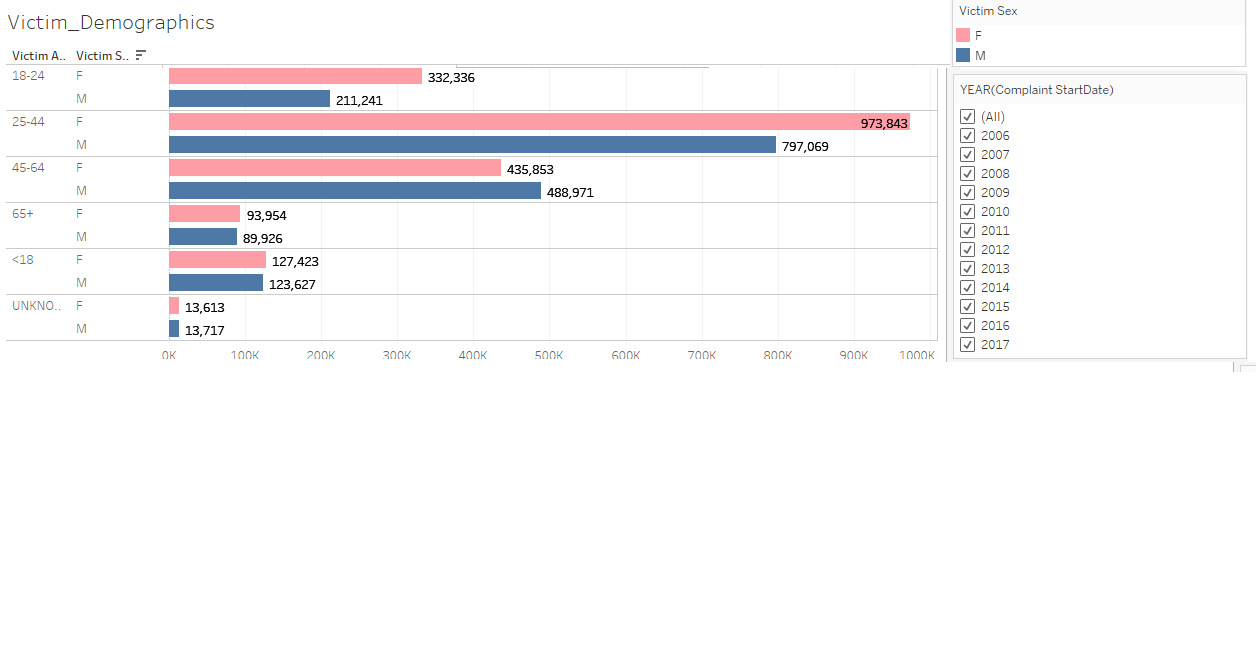 Victim_Demographics
Victim A.. Victim S..
18-24 F 332,336
M 211,241
25-44 F 973,843
M 797,069
45-64 F 435,853
M 488,971
65+ F 93,954
M 89,926
<18 F 127,423
M 123,627
UNKNO.. F 13,613
M 13,717
0K 100K 200K 300K 400K 500K 600K 700K 800K 900K 1000K
Victim Sex
F
M
YEAR(Complaint StartDate)
(All)
2006
2007
2008
2009
2010
2011
2012
2013
2014
2015
2016
2017